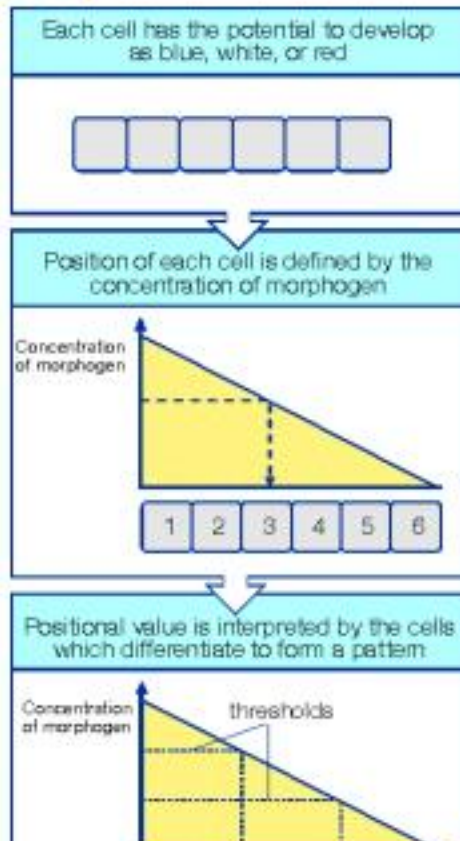 Each cell has the potential to develop
as blue, white, or red
Position of each cell is defined by the
concentration of morphogen
Concentration
of morphogen
1 2 3 4 5 6
Positional value is interpreted by the cells
which differentiate to form a pattern
Concentration
of morphogen
thresholds